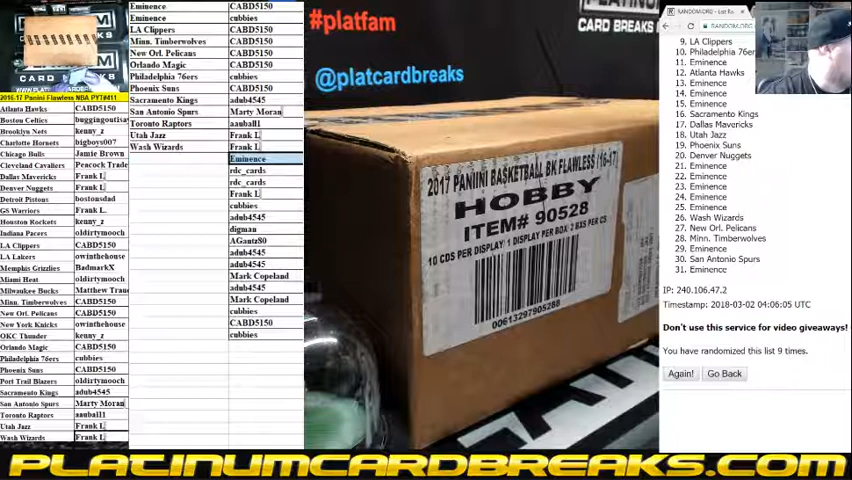 2016-17 Panini Flawless NBA PYT#411
Atlanta Hawks CABD5150
Boston Celtics buggingoutisa
Brooklyn Nets kenny_z
Charlotte Hornets bigboys007
Chicago Bulls Jamie Brown
Cleveland Cavaliers Peacock Trade
Dallas Mavericks Frank L
Denver Nuggets Frank L
Detroit Pistons bostonsdad
GS Warriors Frank L.
Houston Rockets kenny_z
Indiana Pacers oldirtymooch
LA Clippers CABD5150
LA Lakers owinthehouse
Memphis Grizzlies BadmarkX
Miami Heat oldirtymooch
Milwaukee Bucks Matthew Trau
Minn. Timberwolves CABD5150
New Orl. Pelicans CABD5150
New York Knicks owinthehouse
OKC Thunder kenny_z
Orlando Magic CABD5150
Philadelphia 76ers cubbies
Phoenix Suns CABD5150
Port Trail Blazers oldirtymooch
Sacramento Kings adub4545
San Antonio Spurs Marty Moran
Toronto Raptors aauball1
Utah Jazz Frank L
Wash Wizards Frank L
Eminence CABD5150
Eminence cubbies
LA Clippers CABD5150
Minn. Timberwolves CABD5150
New Orl. Pelicans CABD5150
Orlando Magic CABD5150
Philadelphia 76ers cubbies
Phoenix Suns CABD5150
Sacramento Kings adub4545
San Antonio Spurs Marty Moran
Toronto Raptors aauball1
Utah Jazz Frank L
Wash Wizards Frank L
Eminence
rdc_cards
rdc_cards
Frank L
cubbies
adub4545
digman
AGantz80
adub4545
adub4545
Mark Copeland
adub4545
Mark Copeland
cubbies
CABD5150
cubbies
#platfam
@platcardbreaks
CARD BREAKS
2017 PANINI BASKETBALL BK FLAWLESS (16-17)
HOBBY
ITEM# 90528
10 CDS PER DISPLAY/1 DISPLAY PER BOX/2 BXS PER CS
00613297905288
9. LA Clippers
10. Philadelphia 76er
11. Eminence
12. Atlanta Hawks
13. Eminence
14. Eminence
15. Eminence
16. Sacramento Kings
17. Dallas Mavericks
18. Utah Jazz
19. Phoenix Suns
20. Denver Nuggets
21. Eminence
22. Eminence
23. Eminence
24. Eminence
25. Eminence
26. Wash Wizards
27. New Orl. Pelicans
28. Minn. Timberwolves
29. Eminence
30. San Antonio Spurs
31. Eminence
IP: 240.106.47.2
Timestamp: 2018-03-02 04:06:05 UTC
Don't use this service for video giveaways!
You have randomized this list 9 times.
Again! Go Back
PLATINUMCARDBREAKS.COM